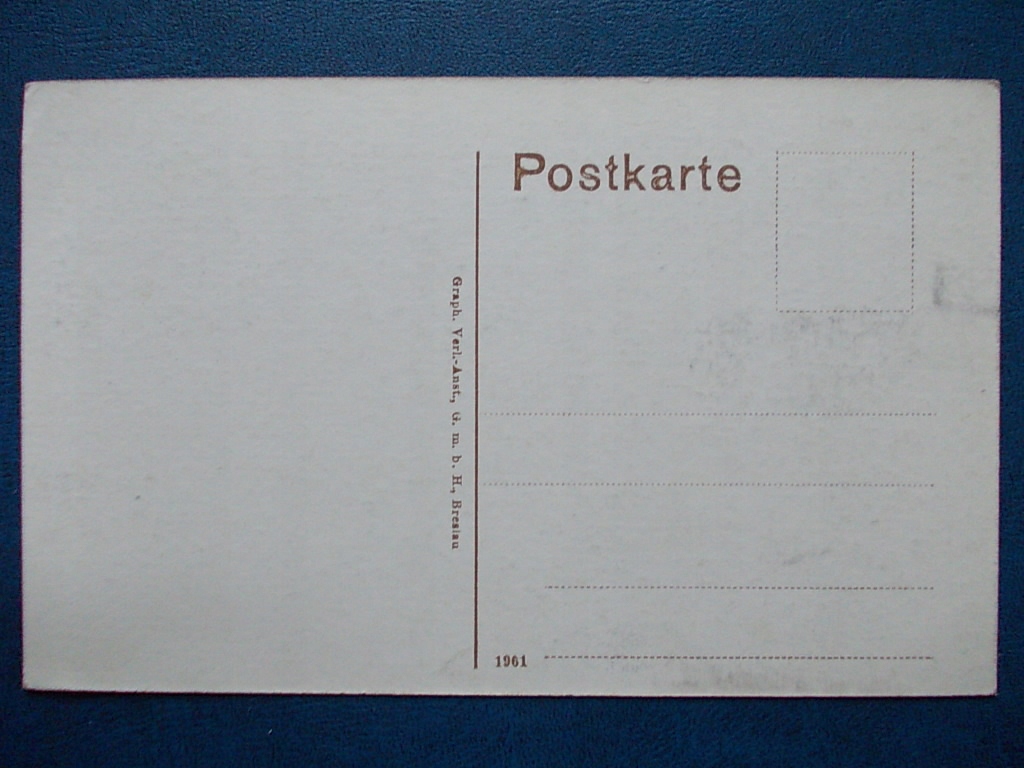 Postkarte
Graph. Verl.-Anst., G. m. b. H., Breslau
1961